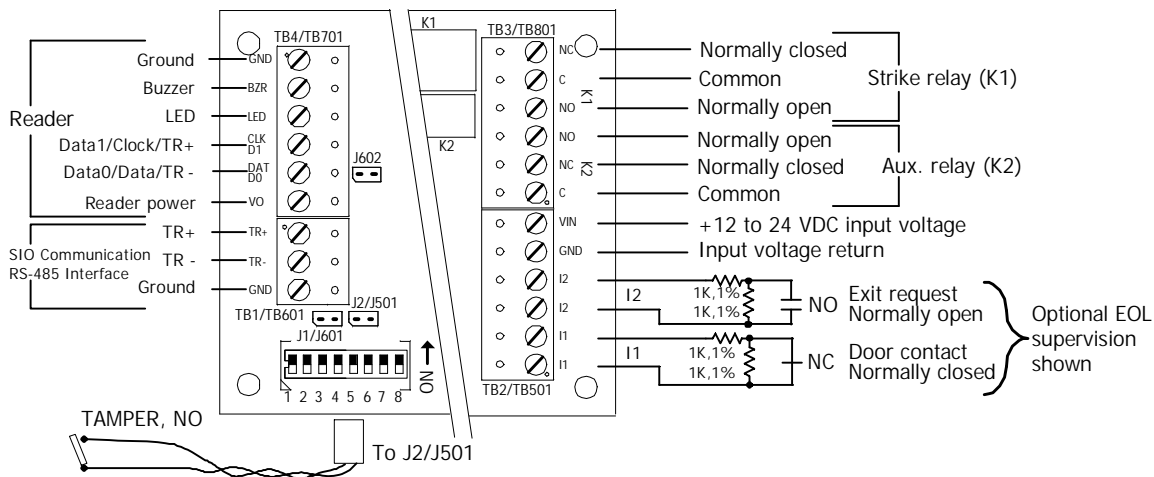 TB4/TB701
K1
TB3/TB801
Ground
GND
Buzzer
BZR
LED
LED
Data1/Clock/TR+
CLK
D1
Data0/Data/TR -
DAT
D0
Reader power
VO
Reader
J602
K2
TR+
TR+
TR -
TR-
Ground
GND
SIO Communication
RS-485 Interface
TB1/TB601
J2/J501
J1/J601
1 2 3 4 5 6 7 8
ON
NC
Normally closed
C
Common
NO
Normally open
K1
Strike relay (K1)
NO
Normally open
NC
Normally closed
C
Common
K2
Aux. relay (K2)
VIN
+12 to 24 VDC input voltage
GND
Input voltage return
I2
I2
I2
1K,1%
1K,1%
NO
Exit request
Normally open
I1
I1
I1
1K,1%
1K,1%
NC
Door contact
Normally closed
Optional EOL
supervision
shown
TB2/TB501
TAMPER, NO
To J2/J501